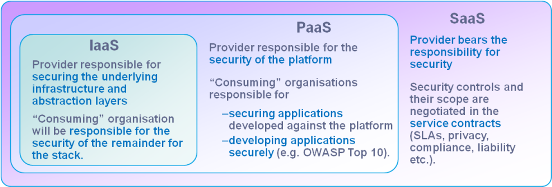 IaaS
Provider responsible for
securing the underlying
infrastructure and
abstraction layers
“Consuming” organisation
will be responsible for the
security of the remainder for
the stack.
PaaS
Provider responsible for the
security of the platform
“Consuming” organisations
responsible for
–securing applications
developed against the platform
–developing applications
securely (e.g. OWASP Top 10).
SaaS
Provider bears the
responsibility for
security
Security controls and
their scope are
negotiated in the
service contracts
(SLAs, privacy,
compliance, liability
etc.).